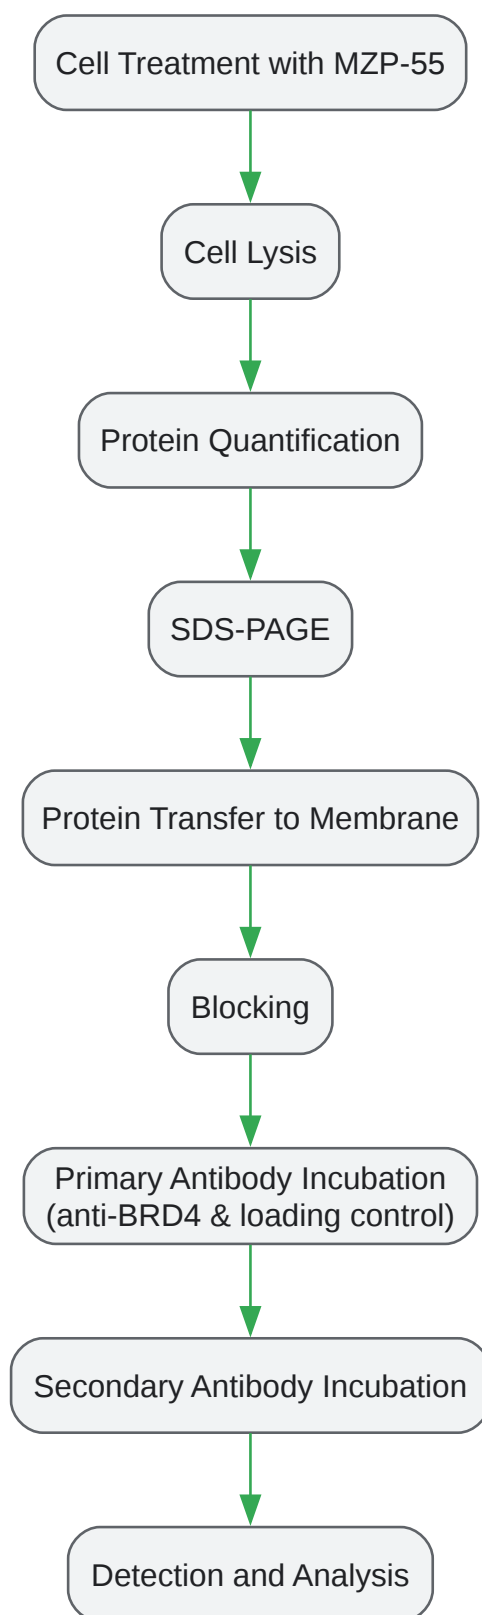 Cell Treatment with MZP-55
Cell Lysis
Protein Quantification
SDS-PAGE
Protein Transfer to Membrane
Blocking
Primary Antibody Incubation
(anti-BRD4 & loading control)
Secondary Antibody Incubation
Detection and Analysis